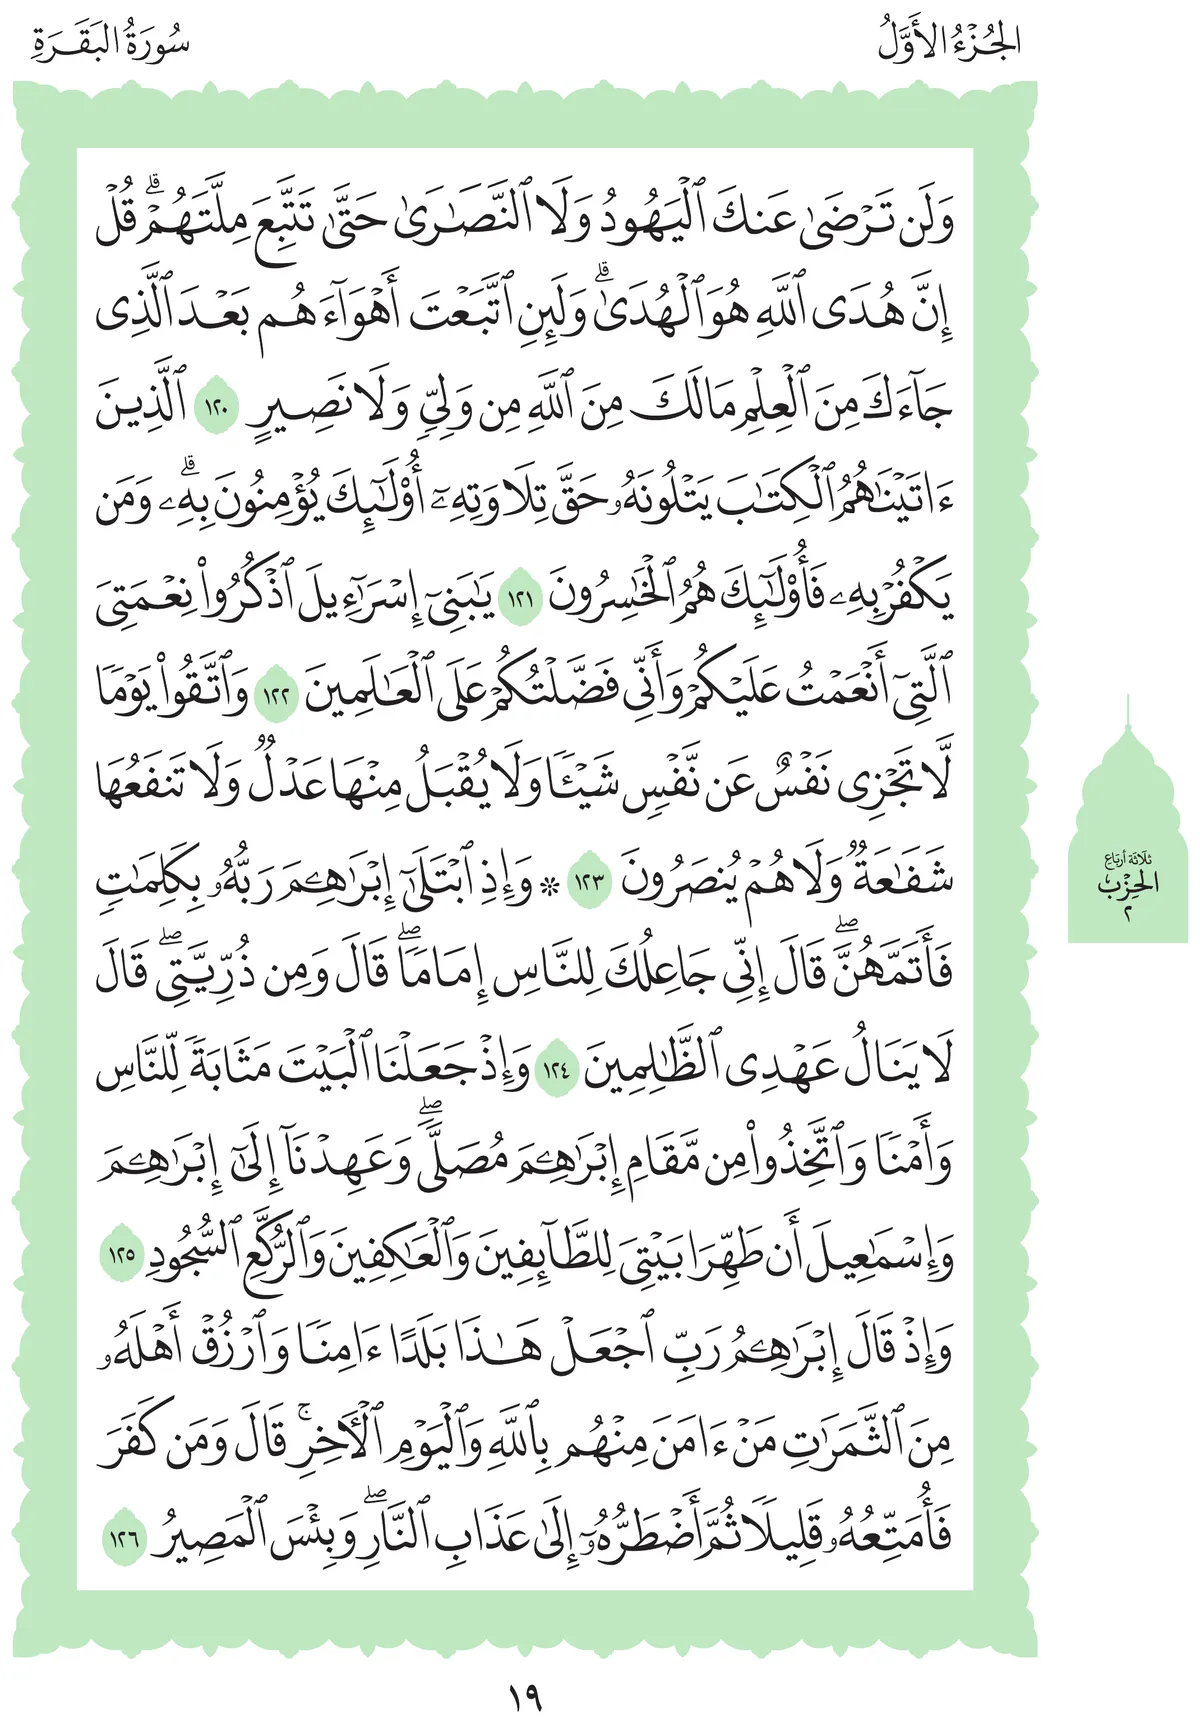 الجُزْءُ الأَوَّلُ
سُورَةُ البَقَرَةِ
وَلَن تَرْضَىٰ عَنكَ ٱلْيَهُودُ وَلَا ٱلنَّصَٰرَىٰ حَتَّىٰ تَتَّبِعَ مِلَّتَهُمْۗ قُلْ
إِنَّ هُدَى ٱللَّهِ هُوَ ٱلْهُدَىٰۗ وَلَئِنِ ٱتَّبَعْتَ أَهْوَآءَهُم بَعْدَ ٱلَّذِى
جَآءَكَ مِنَ ٱلْعِلْمِ مَالَكَ مِنَ ٱللَّهِ مِن وَلِىٍّۢ وَلَا نَصِيرٍ ١٢٠ ٱلَّذِينَ
ءَاتَيْنَٰهُمُ ٱلْكِتَٰبَ يَتْلُونَهُۥ حَقَّ تِلَاوَتِهِۦٓ أُو۟لَٰٓئِكَ يُؤْمِنُونَ بِهِۦۗ وَمَن
يَكْفُرْ بِهِۦ فَأُو۟لَٰٓئِكَ هُمُ ٱلْخَٰسِرُونَ ١٢١ يَٰبَنِىٓ إِسْرَٰٓءِيلَ ٱذْكُرُوا۟ نِعْمَتِىَ
ٱلَّتِىٓ أَنْعَمْتُ عَلَيْكُمْ وَأَنِّى فَضَّلْتُكُمْ عَلَى ٱلْعَٰلَمِينَ ١٢٢ وَٱتَّقُوا۟ يَوْمًا
لَّا تَجْزِى نَفْسٌ عَن نَّفْسٍ شَيْـًٔا وَلَا يُقْبَلُ مِنْهَا عَدْلٌ وَلَا تَنفَعُهَا
شَفَٰعَةٌ وَلَا هُمْ يُنصَرُونَ ١٢٣ ۞ وَإِذِ ٱبْتَلَىٰٓ إِبْرَٰهِۦمَ رَبُّهُۥ بِكَلِمَٰتٍ
فَأَتَمَّهُنَّۖ قَالَ إِنِّى جَاعِلُكَ لِلنَّاسِ إِمَامًاۖ قَالَ وَمِن ذُرِّيَّتِىۖ قَالَ
لَا يَنَالُ عَهْدِى ٱلظَّٰلِمِينَ ١٢٤ وَإِذْ جَعَلْنَا ٱلْبَيْتَ مَثَابَةً لِّلنَّاسِ
وَأَمْنًا وَٱتَّخِذُوا۟ مِن مَّقَامِ إِبْرَٰهِۦمَ مُصَلًّىۖ وَعَهِدْنَآ إِلَىٰٓ إِبْرَٰهِۦمَ
وَإِسْمَٰعِيلَ أَن طَهِّرَا بَيْتِىَ لِلطَّآئِفِينَ وَٱلْعَٰكِفِينَ وَٱلرُّكَّعِ ٱلسُّجُودِ ١٢٥
وَإِذْ قَالَ إِبْرَٰهِۦمُ رَبِّ ٱجْعَلْ هَٰذَا بَلَدًا ءَامِنًا وَٱرْزُقْ أَهْلَهُۥ
مِنَ ٱلثَّمَرَٰتِ مَنْ ءَامَنَ مِنْهُم بِٱللَّهِ وَٱلْيَوْمِ ٱلْءَاخِرِۚ قَالَ وَمَن كَفَرَ
فَأُمَتِّعُهُۥ قَلِيلًا ثُمَّ أَضْطَرُّهُۥٓ إِلَىٰ عَذَابِ ٱلنَّارِۖ وَبِئْسَ ٱلْمَصِيرُ ١٢٦
ثلاثة أرباع
الحِزْب
٢
١٩